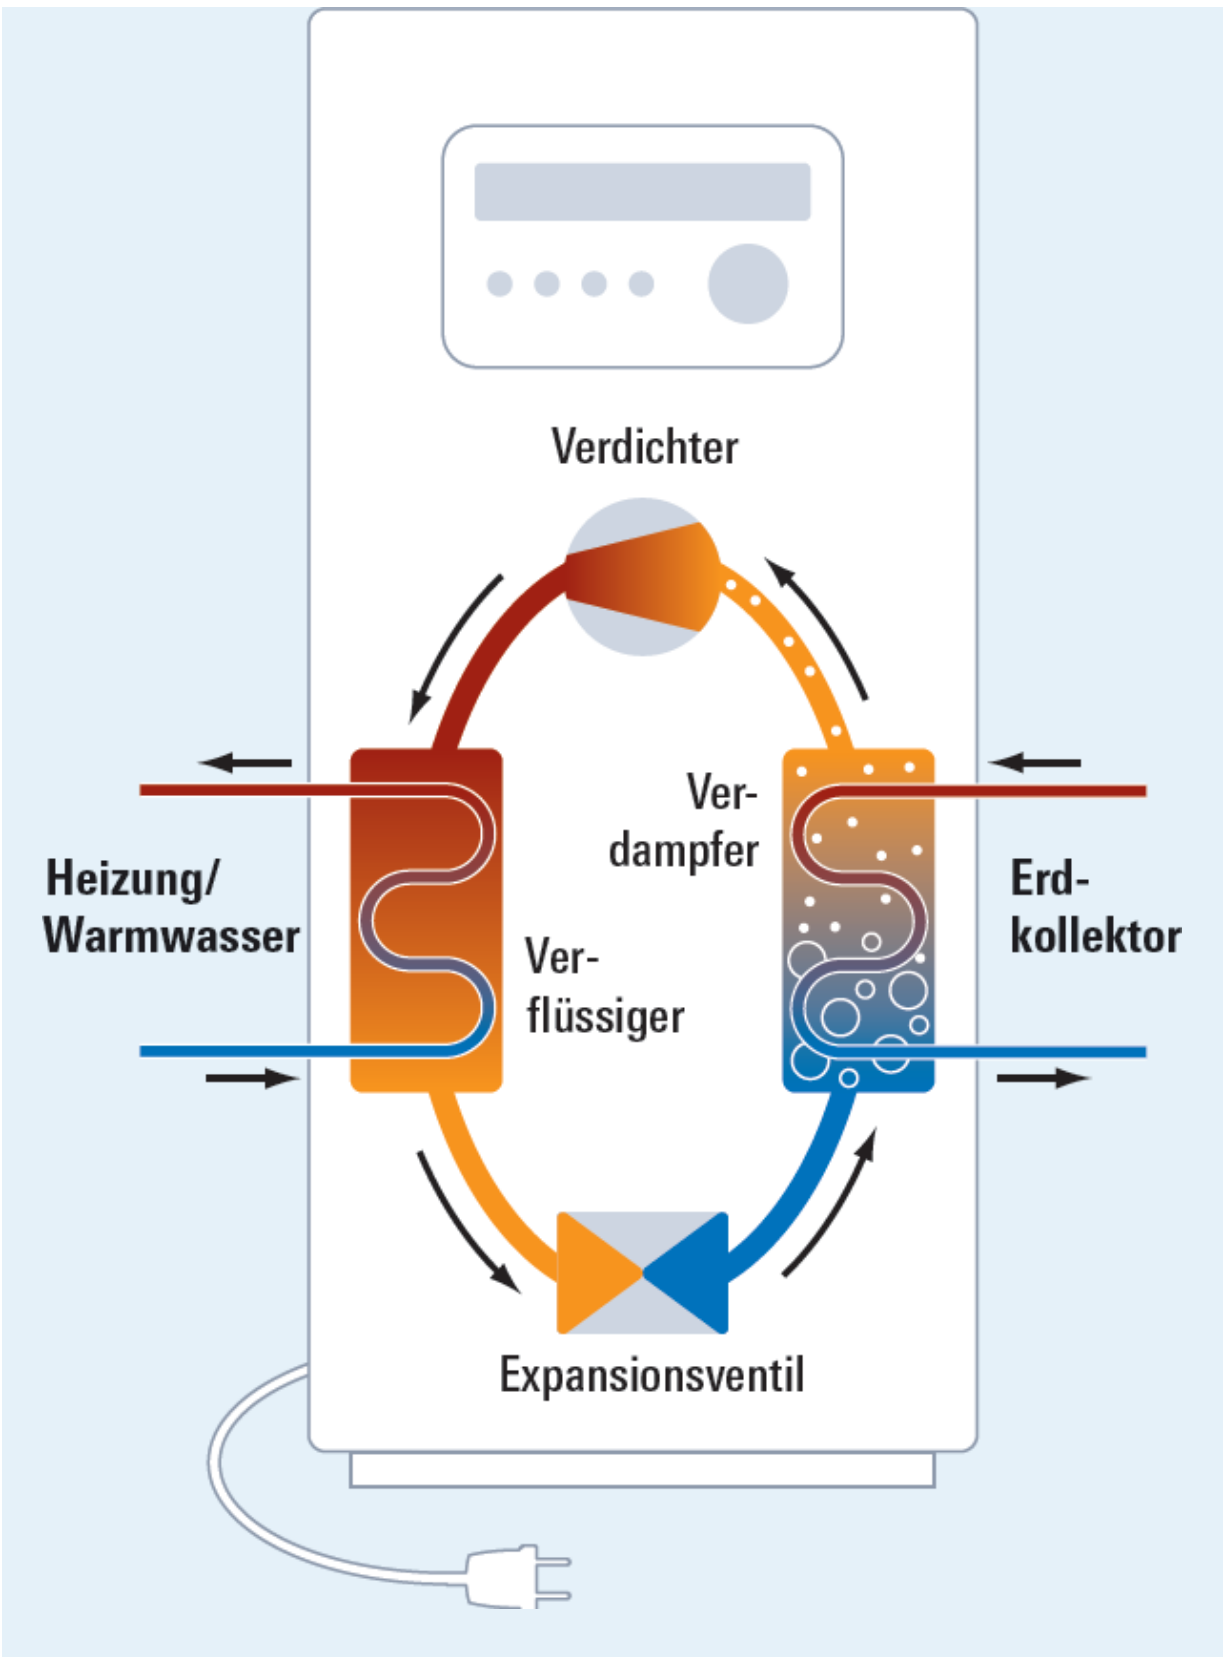 Verdichter
Ver-
dampfer
Heizung/
Warmwasser
Erd-
kollektor
Ver-
flüssiger
Expansionsventil